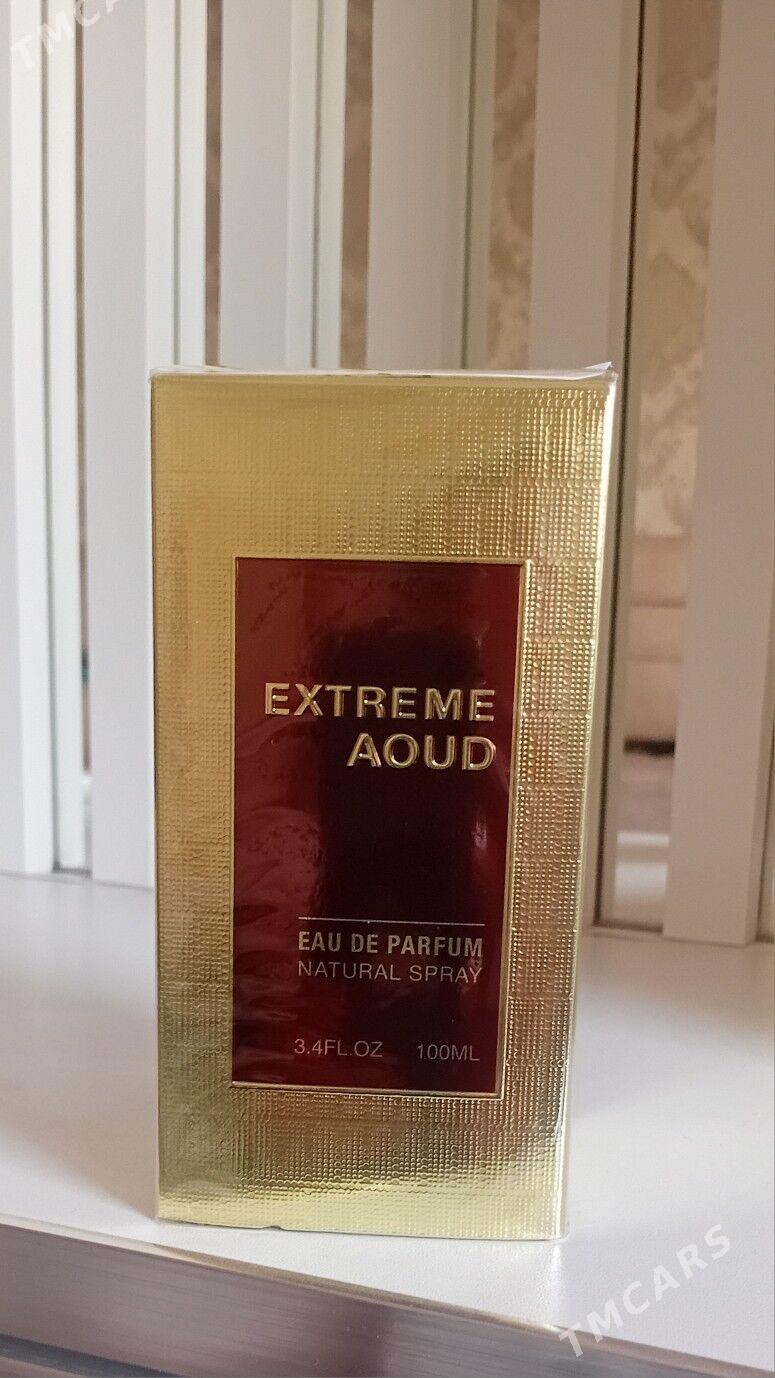 TMCARS
EXTREME
AOUD
EAU DE PARFUM
NATURAL SPRAY
3.4FL.OZ 100ML
TMCARS